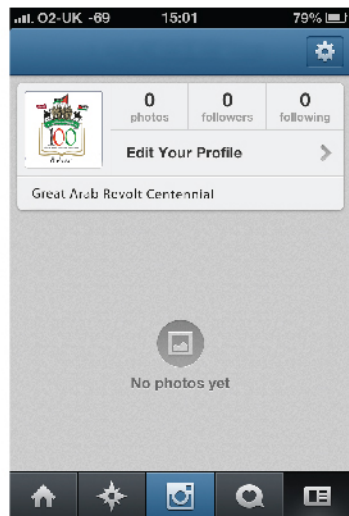 O2-UK -69 15:01 79%
0 0 0
photos followers following
100
Edit Your Profile
Great Arab Revolt Centennial
No photos yet